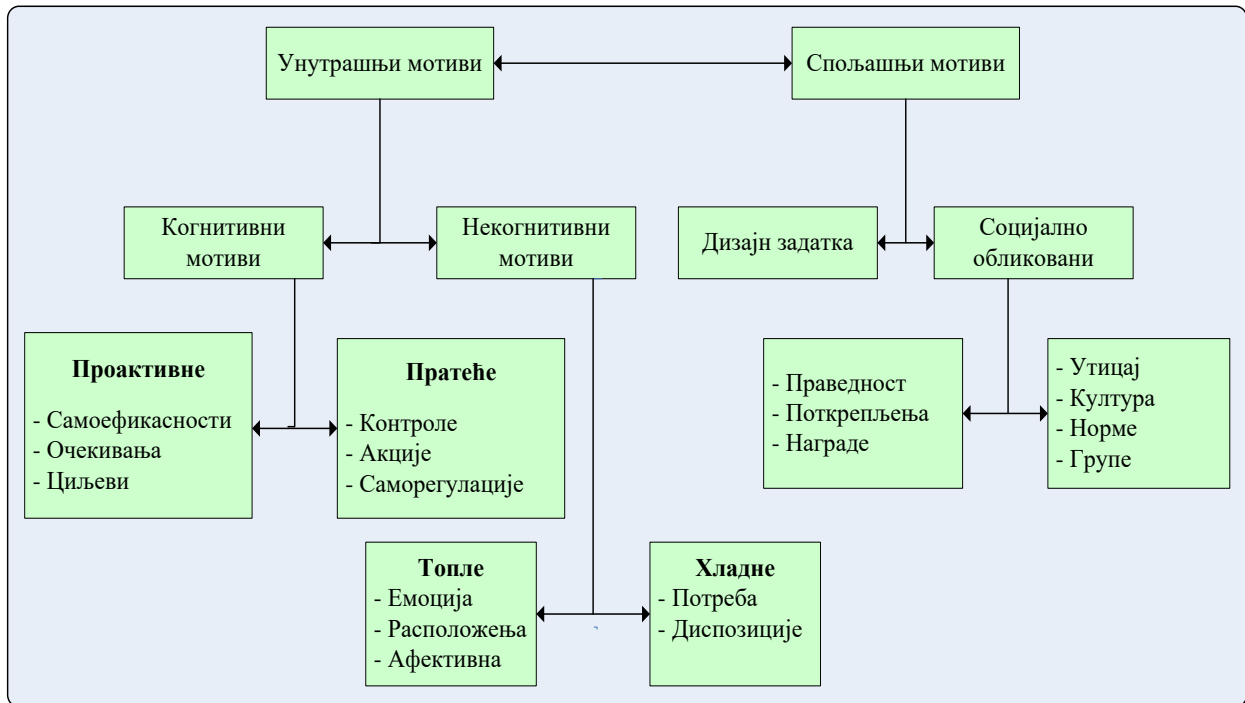 Унутрашњи мотиви
Спољашњи мотиви
Когнитивни
мотиви
Некогнитивни
мотиви
Дизајн задатка
Социјално
обликовани
Проактивне
- Самоефикасности
- Очекивања
- Циљеви
Пратеће
- Контроле
- Акције
- Саморегулације
- Праведност
- Поткрепљења
- Награде
- Утицај
- Култура
- Норме
- Групе
Топле
- Емоција
- Расположења
- Афективна
Хладне
- Потреба
- Диспозиције